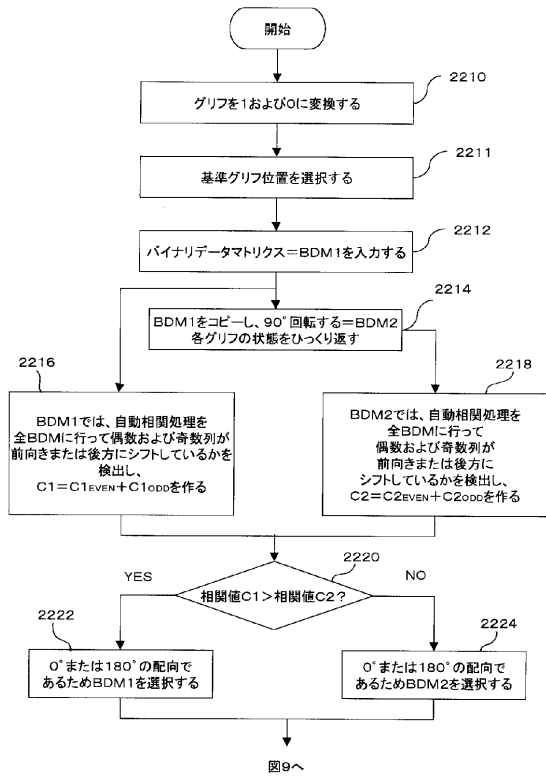 開始
2210
グリフを1および0に変換する
2211
基準グリフ位置を選択する
2212
バイナリデータマトリクス=BDM1を入力する
2214
BDM1をコピーし、90°回転する=BDM2
各グリフの状態をひっくり返す
2216
BDM1では、自動相関処理を
全BDMに行って偶数および奇数列が
前向きまたは後方にシフトしているかを
検出し、
C1=C1EVEN+C1ODDを作る
2218
BDM2では、自動相関処理を
全BDMに行って
偶数および奇数列が
前向きまたは後方に
シフトしているかを検出し、
C2=C2EVEN+C2ODDを作る
2220
YES
NO
相関値C1>相関値C2?
2222
0°または180°の配向で
あるためBDM1を選択する
2224
0°または180°の配向で
あるためBDM2を選択する
図9へ